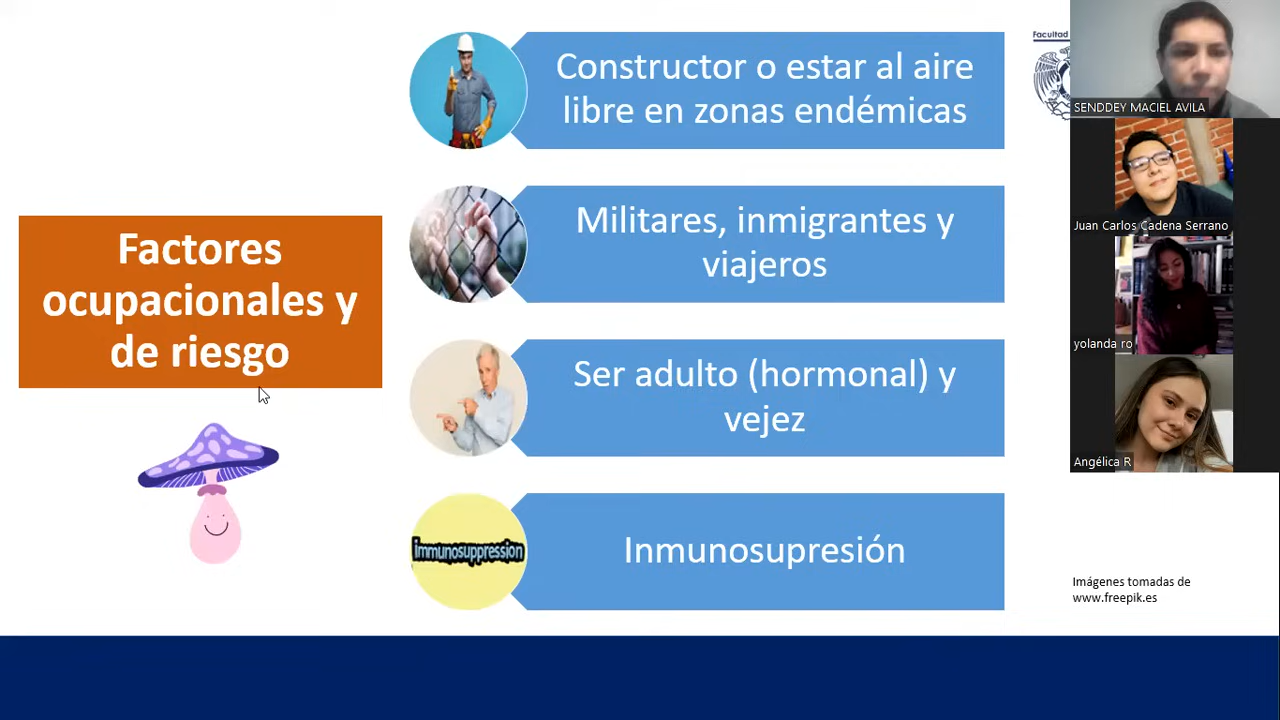 Factores
ocupacionales y
de riesgo
Constructor o estar al aire
libre en zonas endémicas
Militares, inmigrantes y
viajeros
Ser adulto (hormonal) y
vejez
immunosuppression
Inmunosupresión
Facultad
SENDDEY MACIEL AVILA
Juan Carlos Cadena Serrano
yolanda ro
Angélica R
Imágenes tomadas de
www.freepik.es